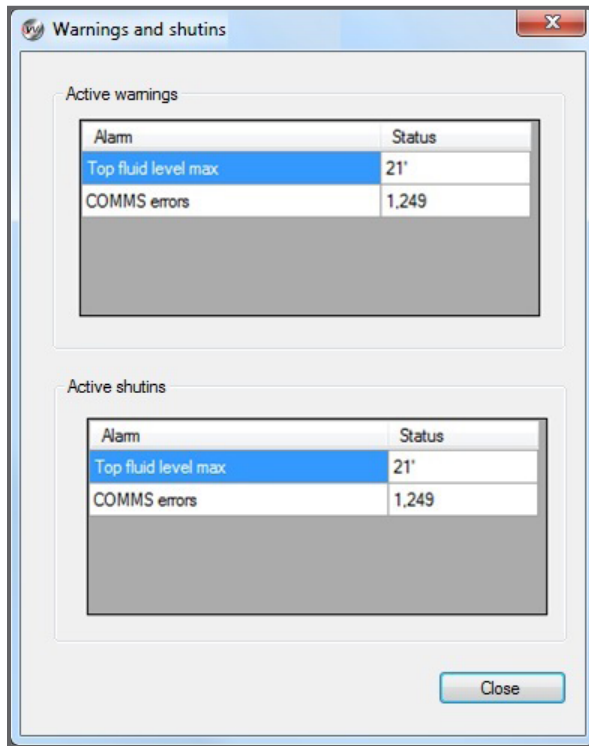 Warnings and shutins
Active warnings
Alarm Status
Top fluid level max 21'
COMMS errors 1,249
Active shutins
Alarm Status
Top fluid level max 21'
COMMS errors 1,249
Close